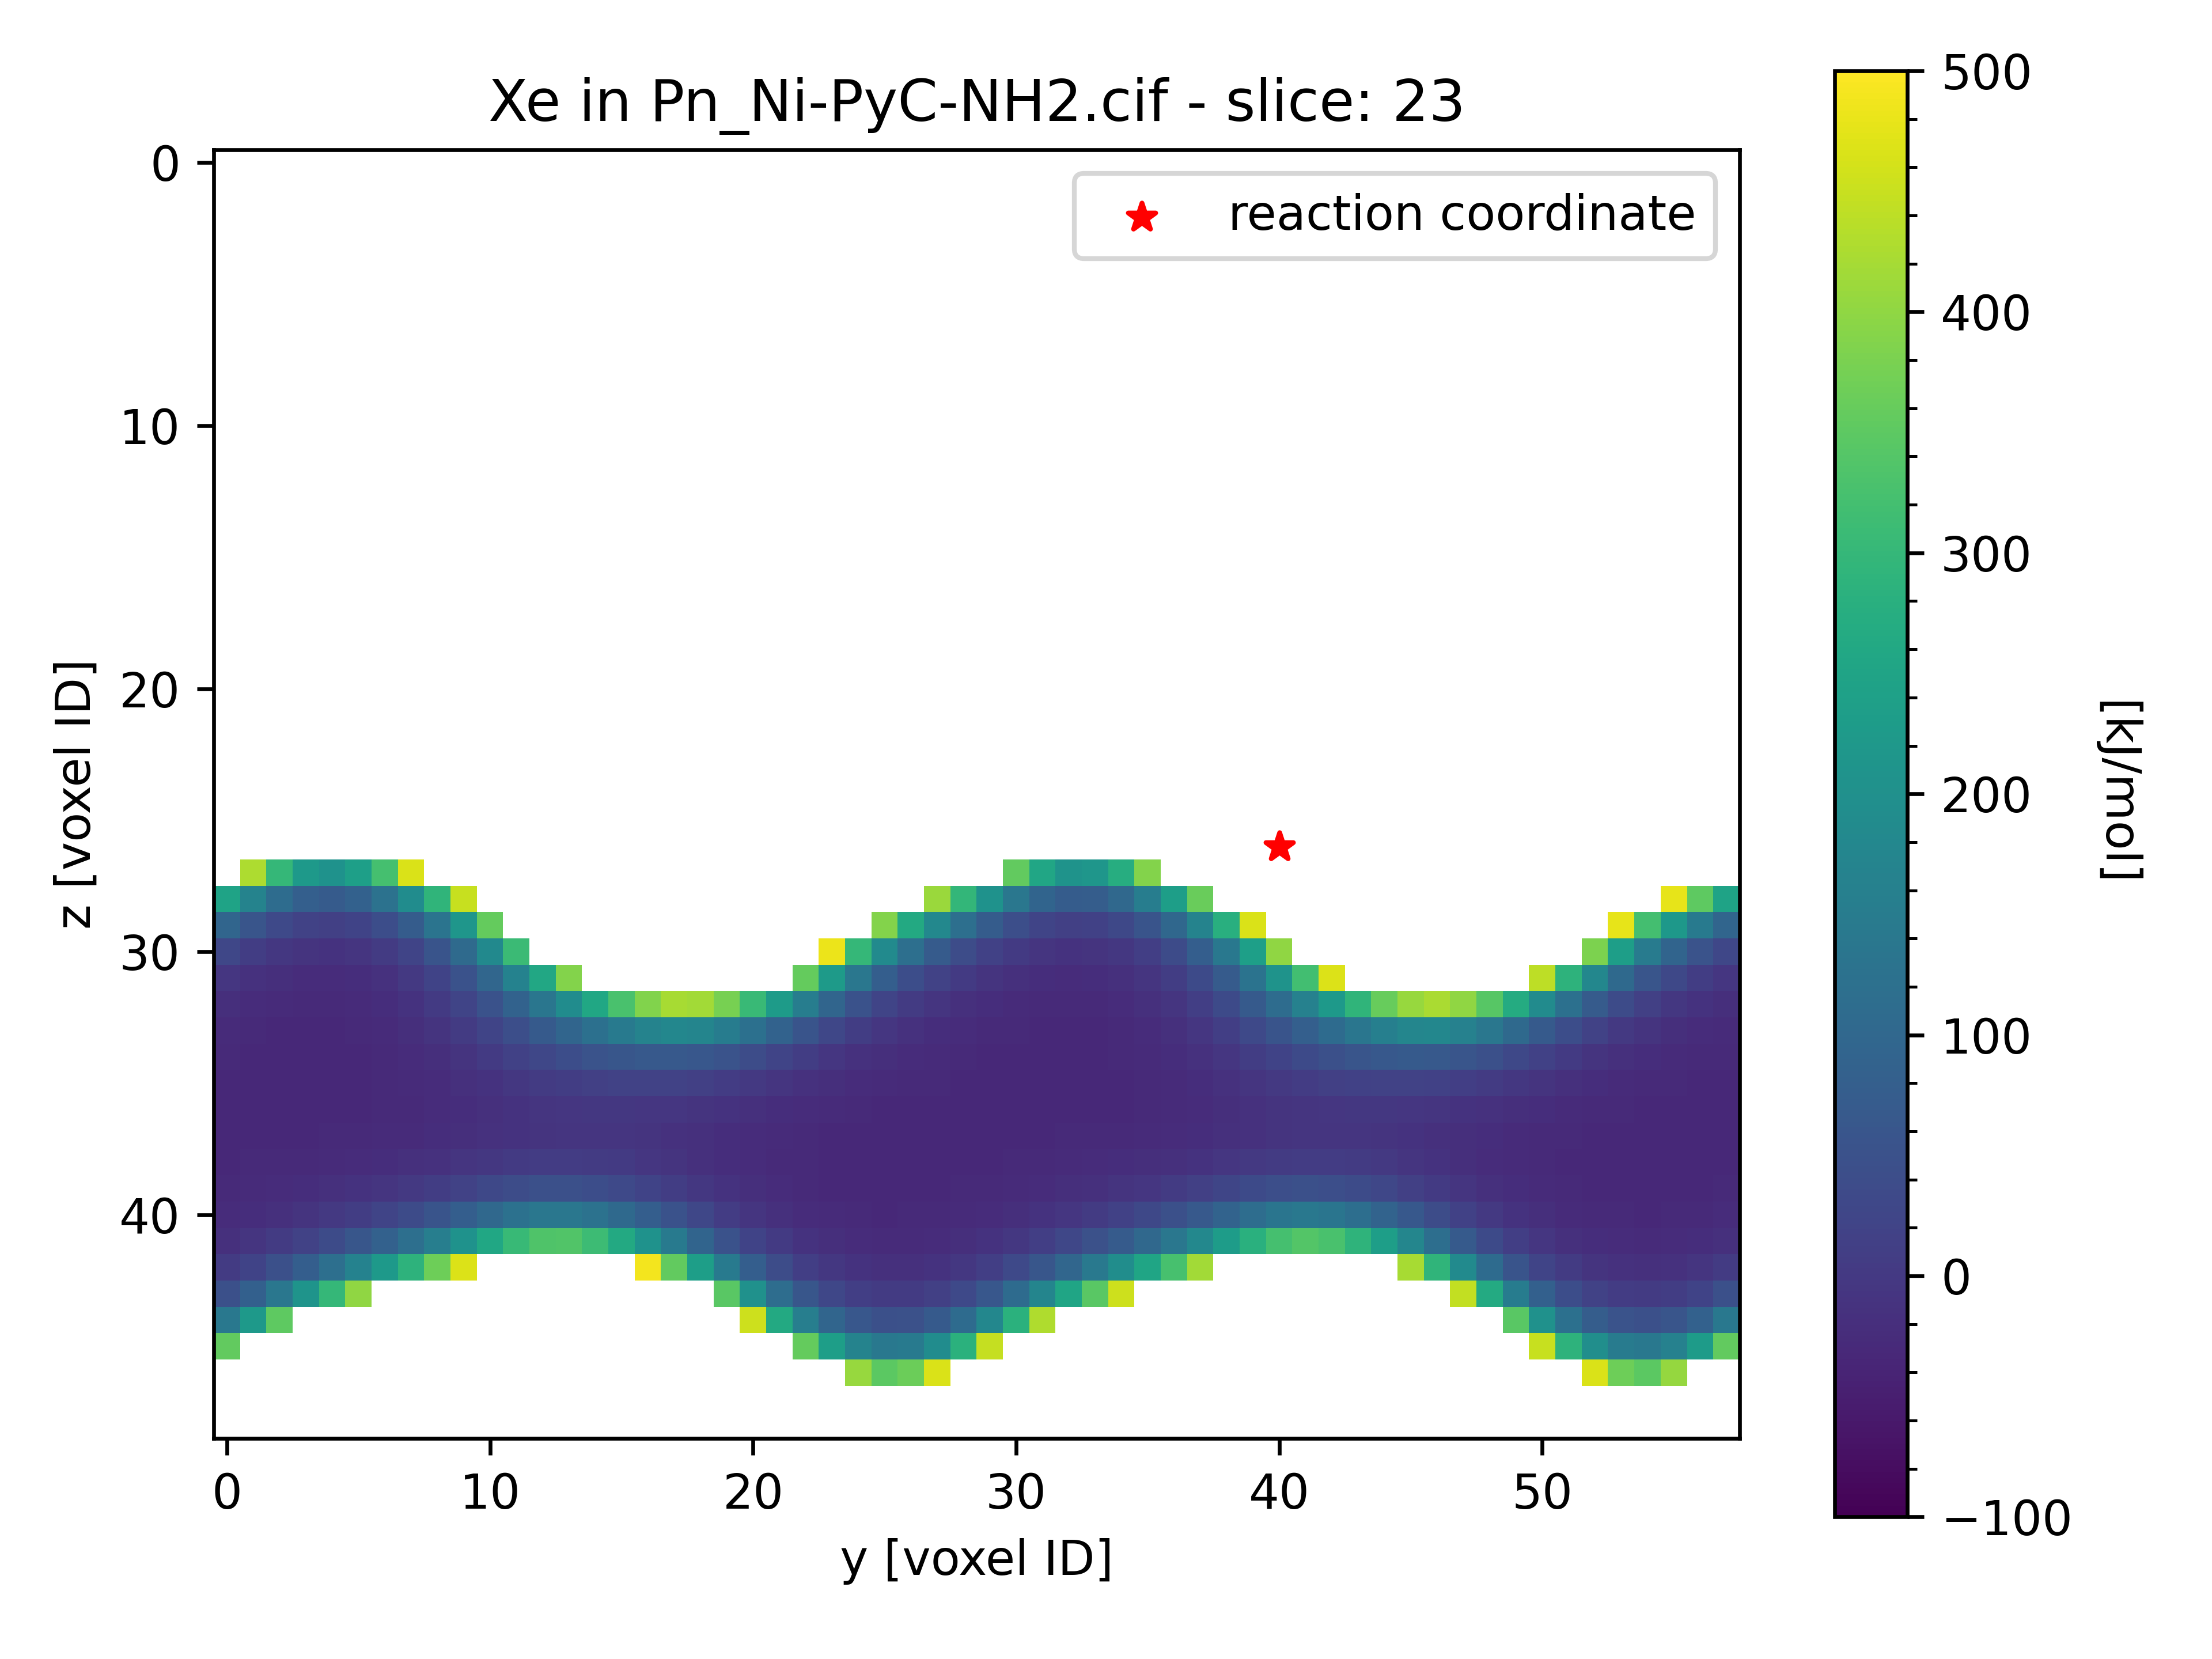 Xe in Pn_Ni-PyC-NH2.cif - slice: 23
reaction coordinate
0
10
20
30
40
z [voxel ID]
0 10 20 30 40 50
y [voxel ID]
500
400
300
200
100
0
−100
[kJ/mol]